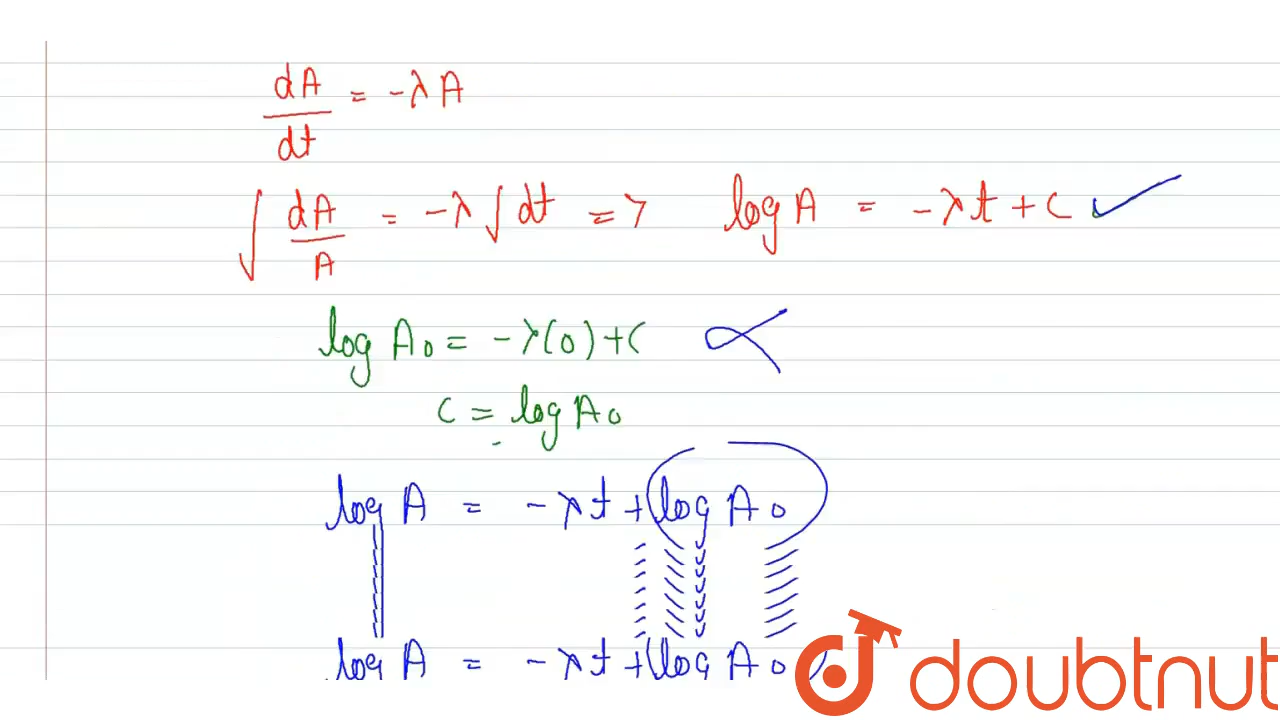 dA/dt = -λA
∫ dA/A = -λ∫dt => log A = -λt + C ✓
log A₀ = -λ(0)+C ∝
C = log A₀
log A = -λt + log A₀
log A = -λt + log A₀
doubtnut